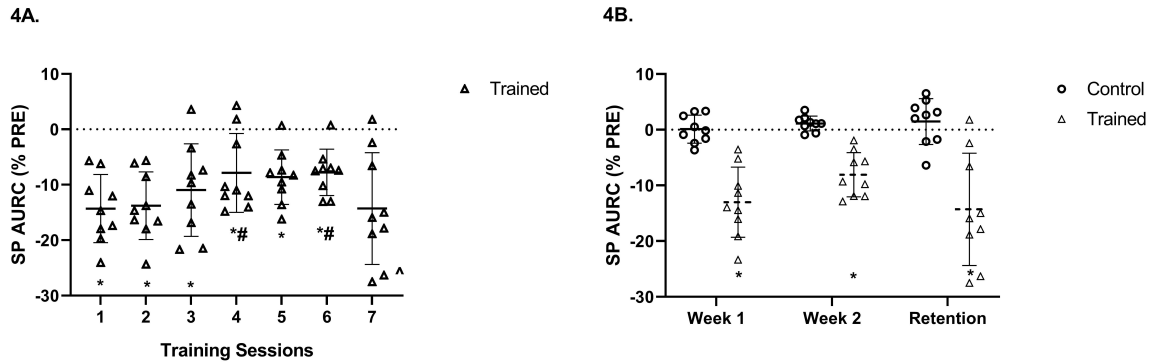 4A.
SP AURC (% PRE)
10
0
-10
-20
-30
* * * *# * *# ^
1 2 3 4 5 6 7
Training Sessions
Trained
4B.
SP AURC (% PRE)
10
0
-10
-20
-30
* * *
Week 1 Week 2 Retention
Control
Trained